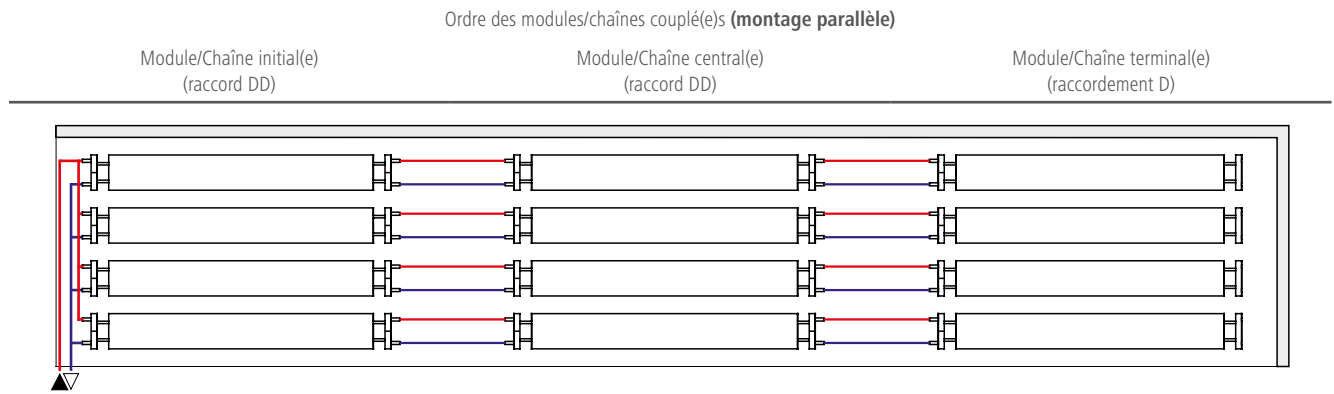 Ordre des modules/chaînes couplé(e)s (montage parallèle)
Module/Chaîne initial(e)
(raccord DD)
Module/Chaîne central(e)
(raccord DD)
Module/Chaîne terminal(e)
(raccordement D)